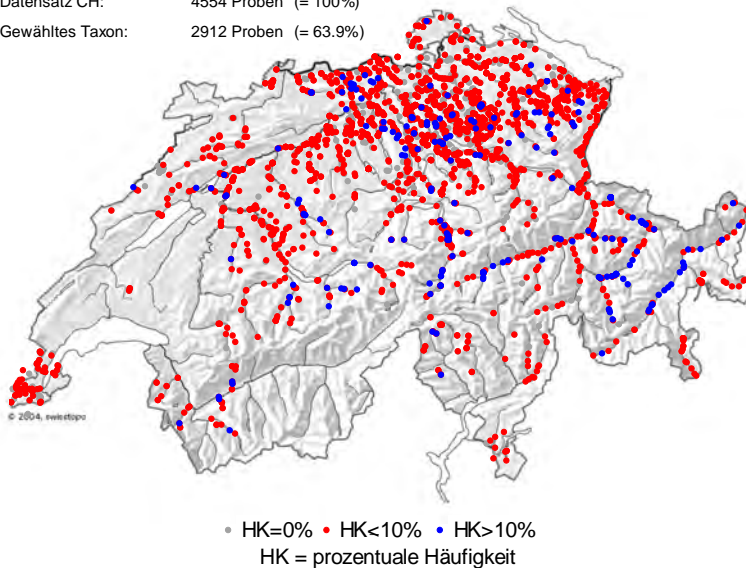 Datensatz CH: 4554 Proben (= 100%)
Gewähltes Taxon: 2912 Proben (= 63.9%)
© 2004, swisstopo
HK=0% HK<10% HK>10%
HK = prozentuale Häufigkeit